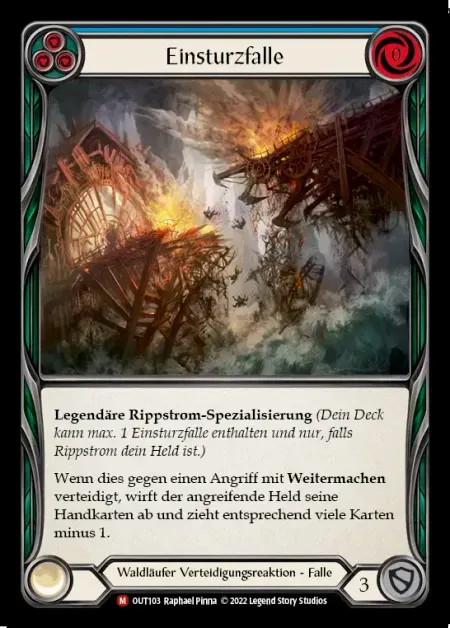 0
Einsturzfalle
Legendäre Rippstrom-Spezialisierung (Dein Deck
kann max. 1 Einsturzfalle enthalten und nur, falls
Rippstrom dein Held ist.)
Wenn dies gegen einen Angriff mit Weitermachen
verteidigt, wirft der angreifende Held seine
Handkarten ab und zieht entsprechend viele Karten
minus 1.
Waldläufer Verteidigungsreaktion - Falle
3
M OUT103 Raphael Pinna © 2022 Legend Story Studios